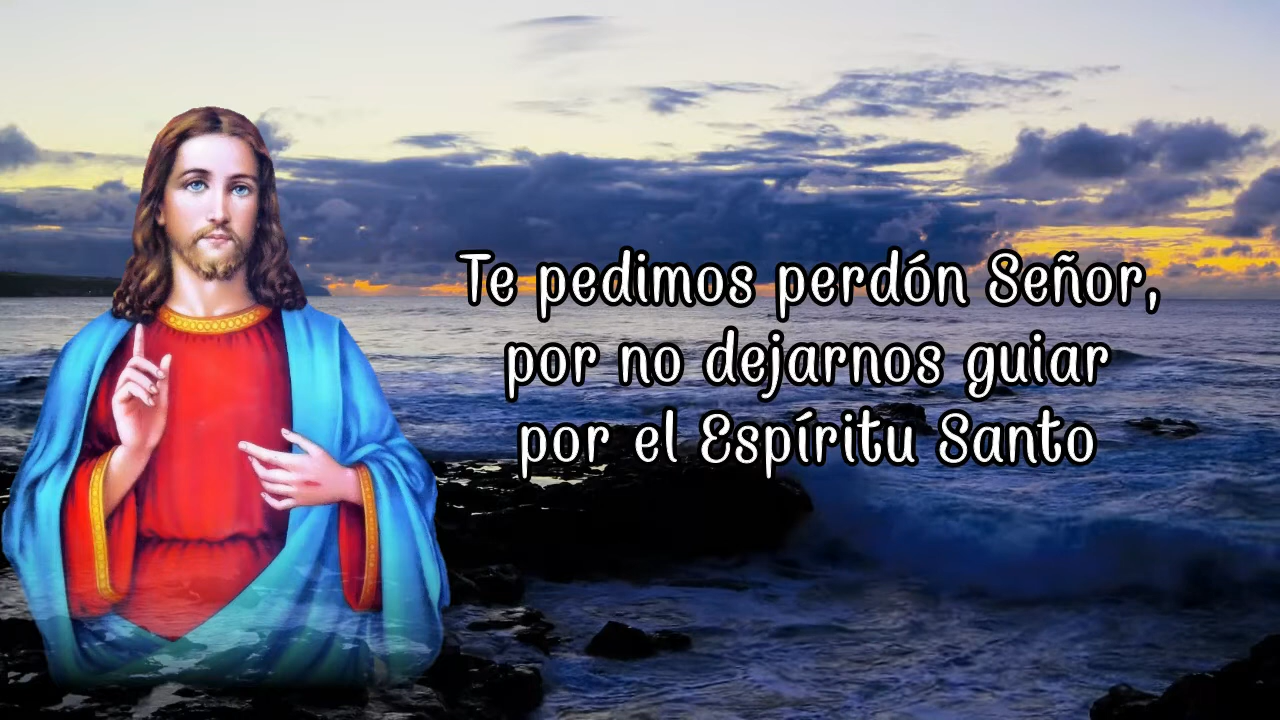 Te pedimos perdón Señor,
por no dejarnos guiar
por el Espíritu Santo